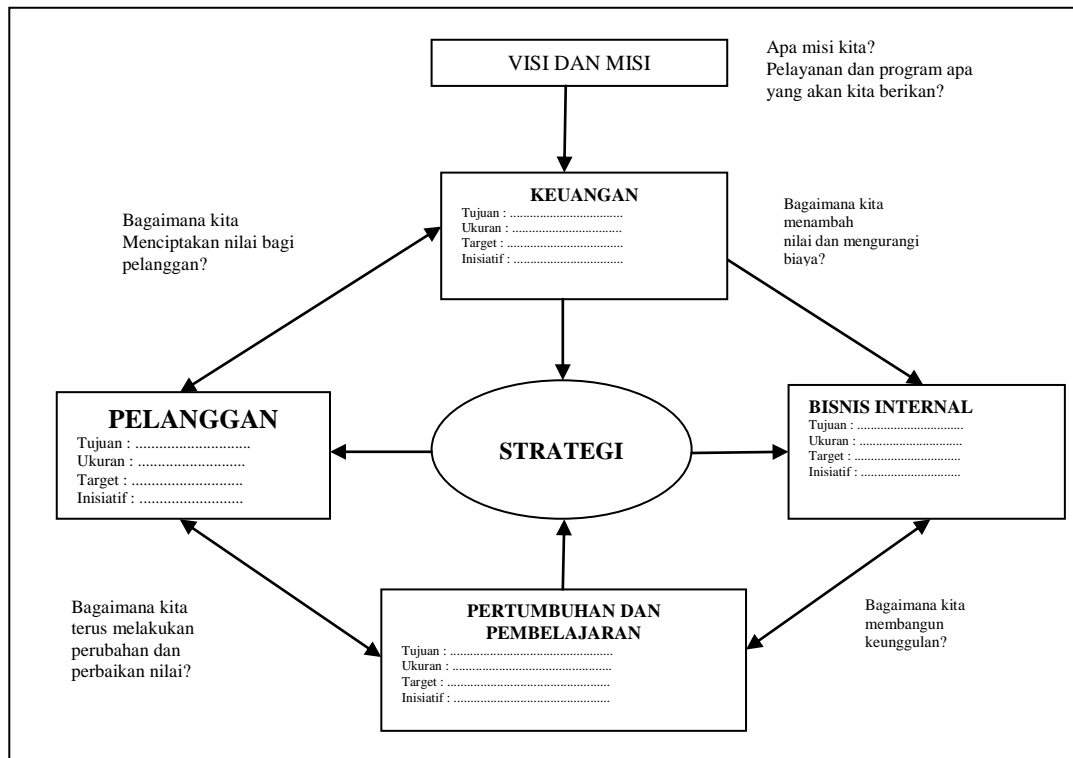 VISI DAN MISI
Apa misi kita?
Pelayanan dan program apa
yang akan kita berikan?
KEUANGAN
Tujuan : ..................................
Ukuran : .................................
Target : ...................................
Inisiatif : .................................
Bagaimana kita
Menciptakan nilai bagi
pelanggan?
Bagaimana kita
menambah
nilai dan mengurangi
biaya?
PELANGGAN
Tujuan : ............................
Ukuran : ..........................
Target : ...........................
Inisiatif : .........................
STRATEGI
BISNIS INTERNAL
Tujuan : ................................
Ukuran : ...............................
Target : ................................
Inisiatif : ..............................
Bagaimana kita
terus melakukan
perubahan dan
perbaikan nilai?
PERTUMBUHAN DAN
PEMBELAJARAN
Tujuan : .................................................
Ukuran : ................................................
Target : .................................................
Inisiatif : ...............................................
Bagaimana kita
membangun
keunggulan?